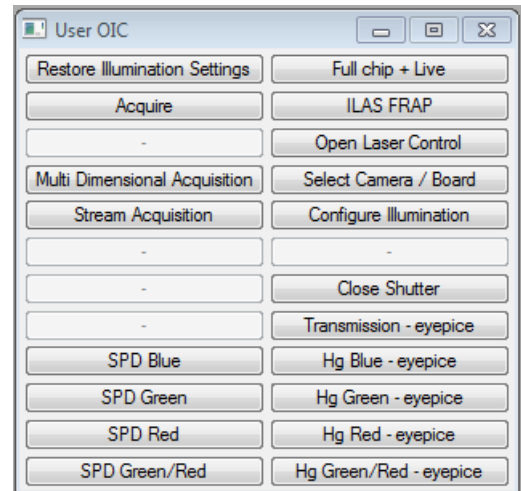 User OIC
Restore Illumination Settings Full chip + Live
Acquire ILAS FRAP
- Open Laser Control
Multi Dimensional Acquisition Select Camera / Board
Stream Acquisition Configure Illumination
- -
- Close Shutter
- Transmission - eyepice
SPD Blue Hg Blue - eyepice
SPD Green Hg Green - eyepice
SPD Red Hg Red - eyepice
SPD Green/Red Hg Green/Red - eyepice